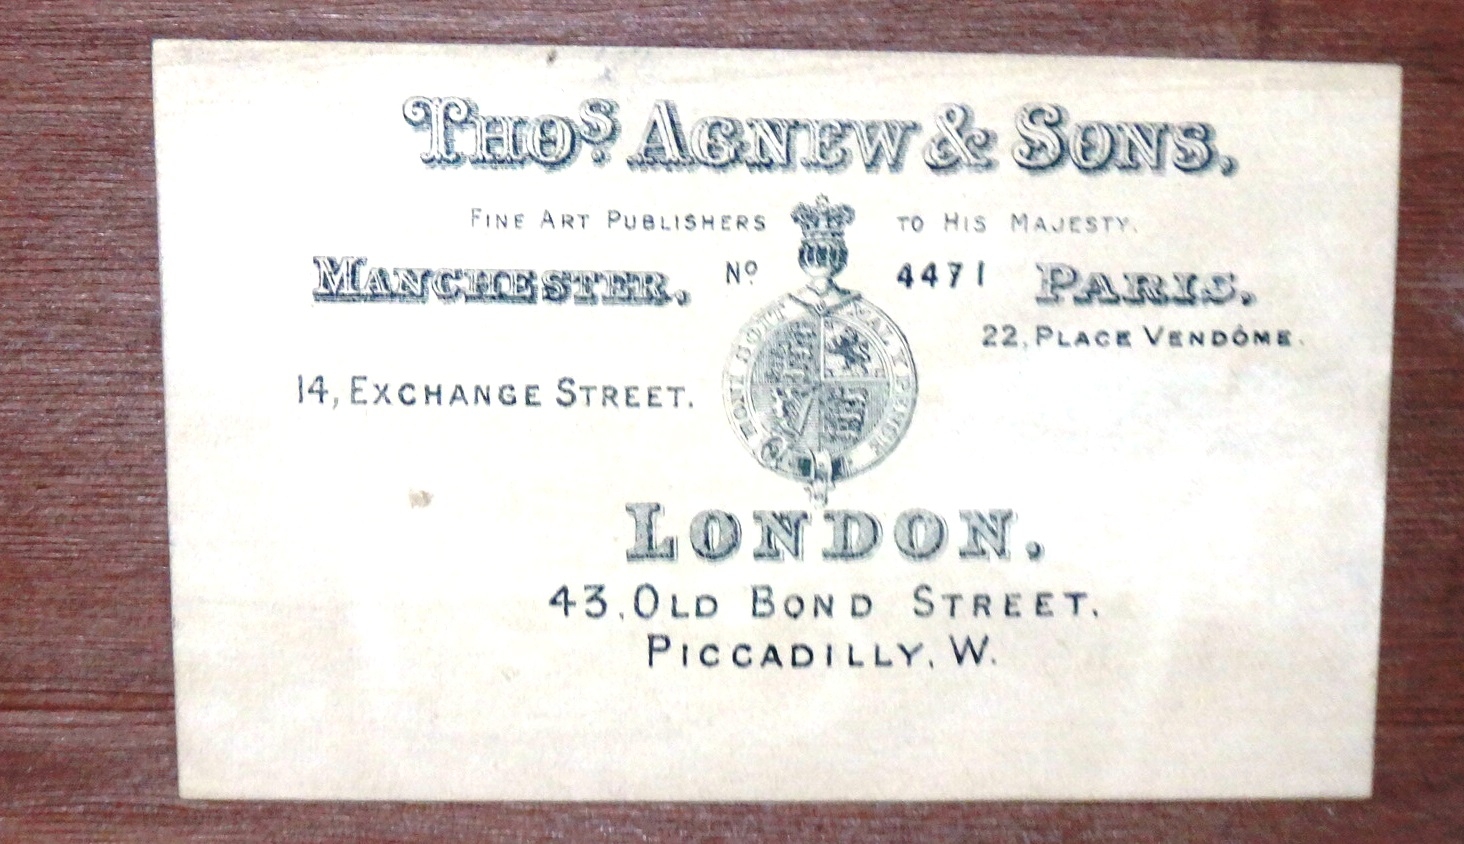 Thos. Agnew & Sons,
Fine Art Publishers to His Majesty.
Manchester, No 4471 Paris.
22, Place Vendôme.
14, Exchange Street.
London.
43, Old Bond Street.
Piccadilly, W.